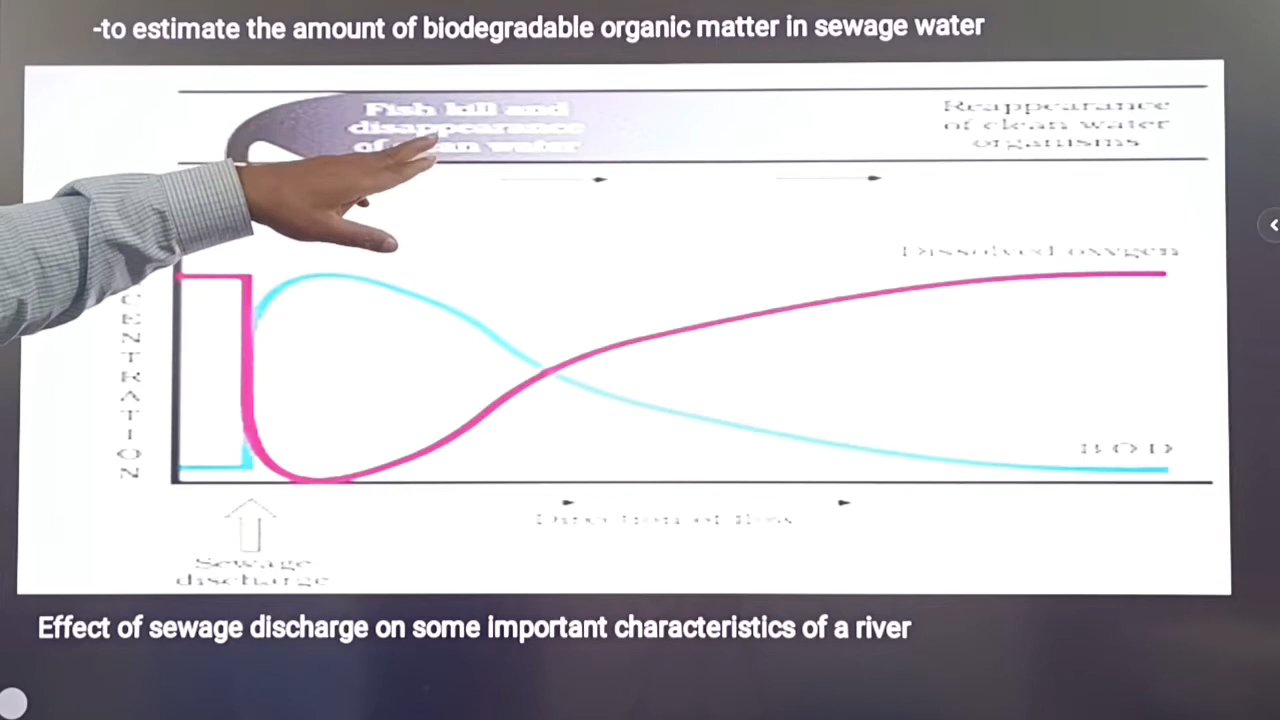 -to estimate the amount of biodegradable organic matter in sewage water
Fish kill and
disappearance
of clean water
Reappearance
of clean water
organisms
Dissolved oxygen
C
E
N
T
R
A
T
I
O
N
B O D
Direction of flow
Sewage
discharge
Effect of sewage discharge on some important characteristics of a river